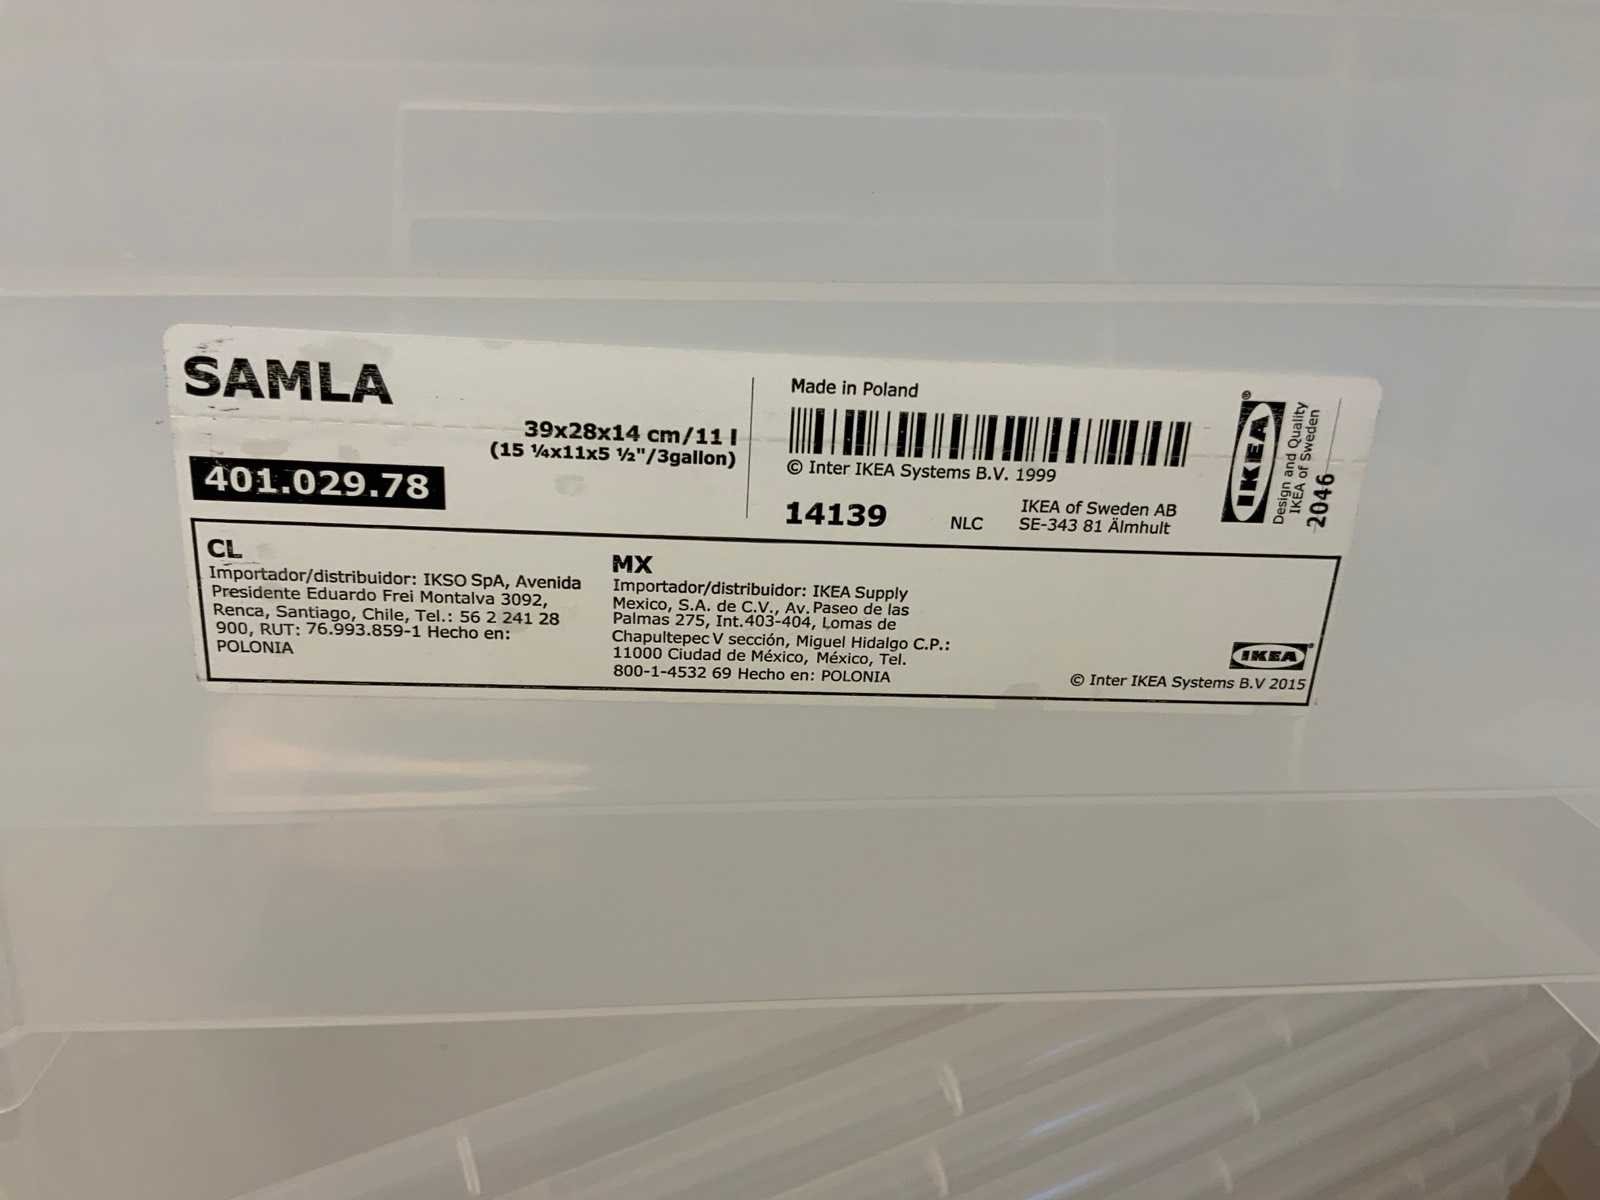 SAMLA
39x28x14 cm/11 l
(15 ¼x11x5 ½"/3gallon)
401.029.78
Made in Poland
© Inter IKEA Systems B.V. 1999
14139
NLC
IKEA of Sweden AB
SE-343 81 Älmhult
IKEA®
Design and Quality
IKEA of Sweden
2046
CL
Importador/distribuidor: IKSO SpA, Avenida
Presidente Eduardo Frei Montalva 3092,
Renca, Santiago, Chile, Tel.: 56 2 241 28
900, RUT: 76.993.859-1 Hecho en:
POLONIA
MX
Importador/distribuidor: IKEA Supply
Mexico, S.A. de C.V., Av. Paseo de las
Palmas 275, Int.403-404, Lomas de
Chapultepec V sección, Miguel Hidalgo C.P.:
11000 Ciudad de México, México, Tel.
800-1-4532 69 Hecho en: POLONIA
IKEA®
© Inter IKEA Systems B.V 2015